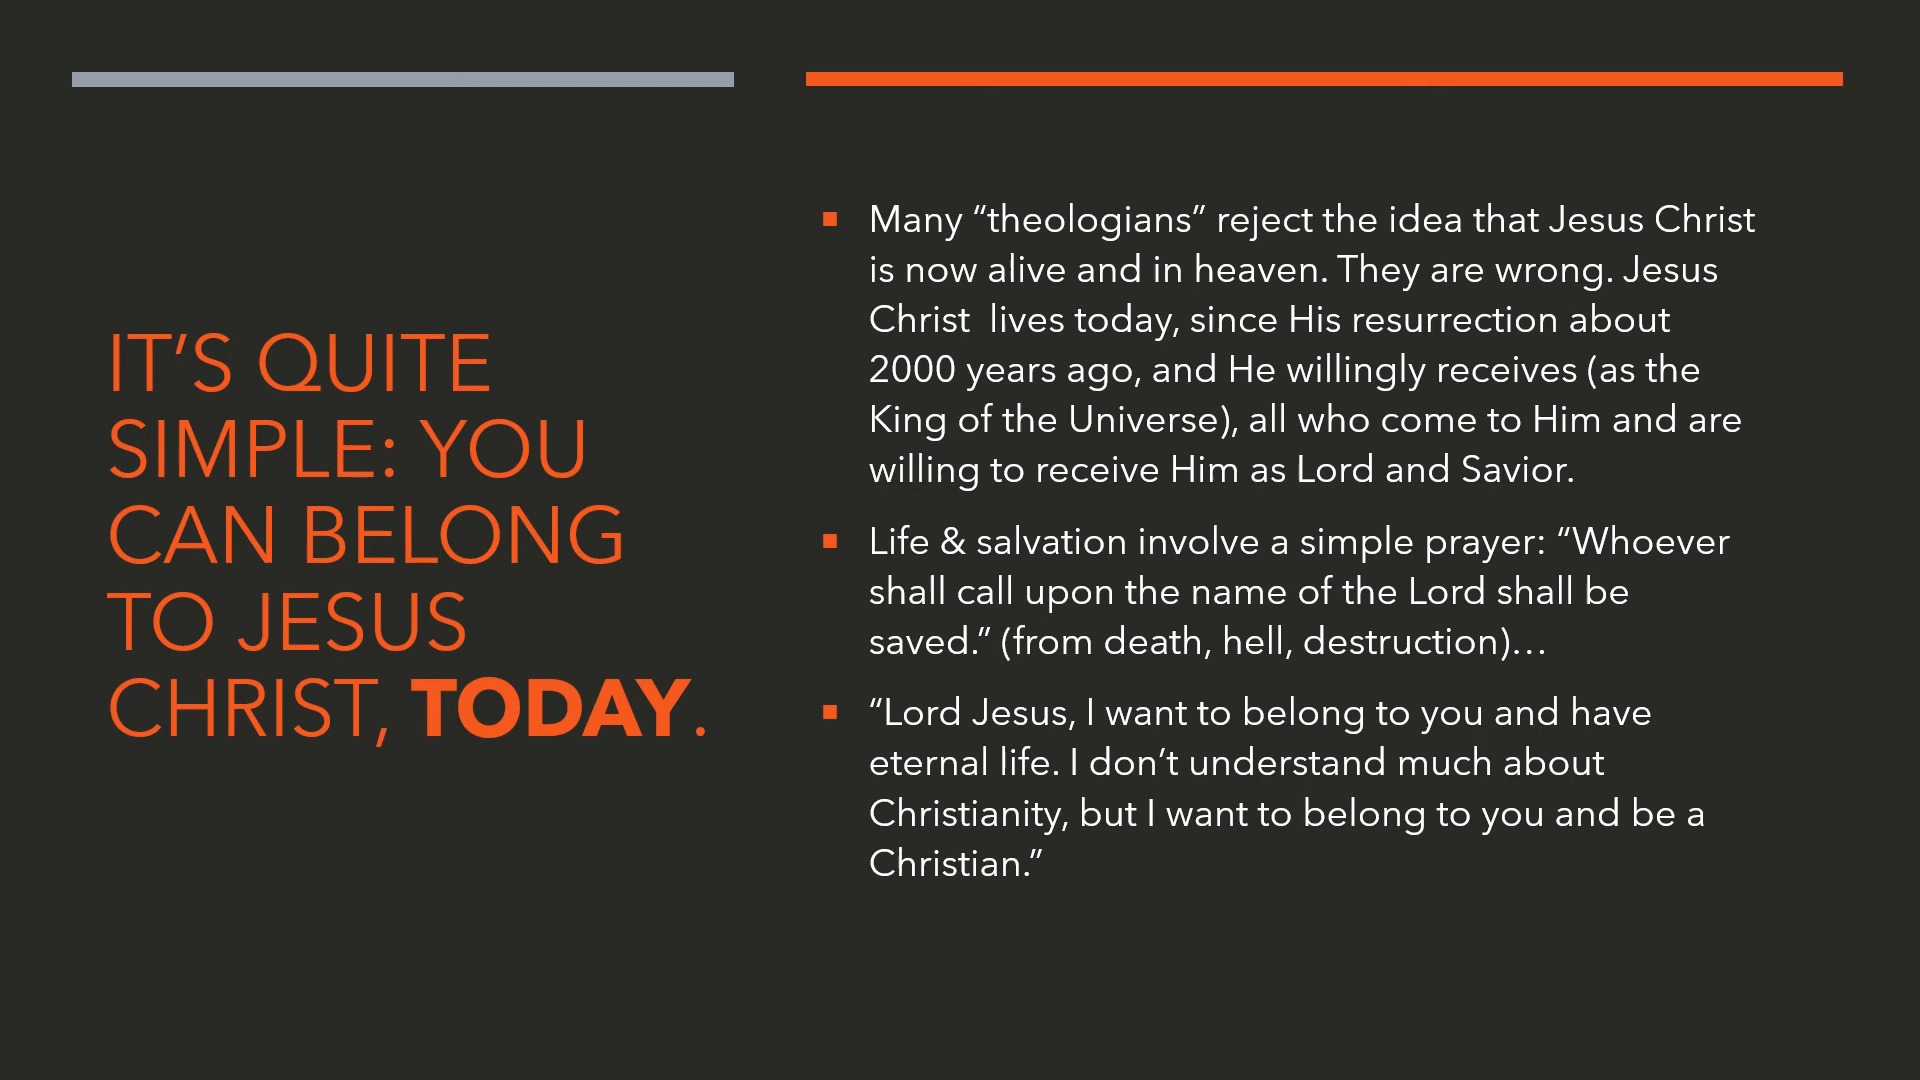 IT’S QUITE
SIMPLE: YOU
CAN BELONG
TO JESUS
CHRIST, TODAY.
Many “theologians” reject the idea that Jesus Christ
is now alive and in heaven. They are wrong. Jesus
Christ  lives today, since His resurrection about
2000 years ago, and He willingly receives (as the
King of the Universe), all who come to Him and are
willing to receive Him as Lord and Savior.
Life & salvation involve a simple prayer: “Whoever
shall call upon the name of the Lord shall be
saved.” (from death, hell, destruction)…
“Lord Jesus, I want to belong to you and have
eternal life. I don’t understand much about
Christianity, but I want to belong to you and be a
Christian.”